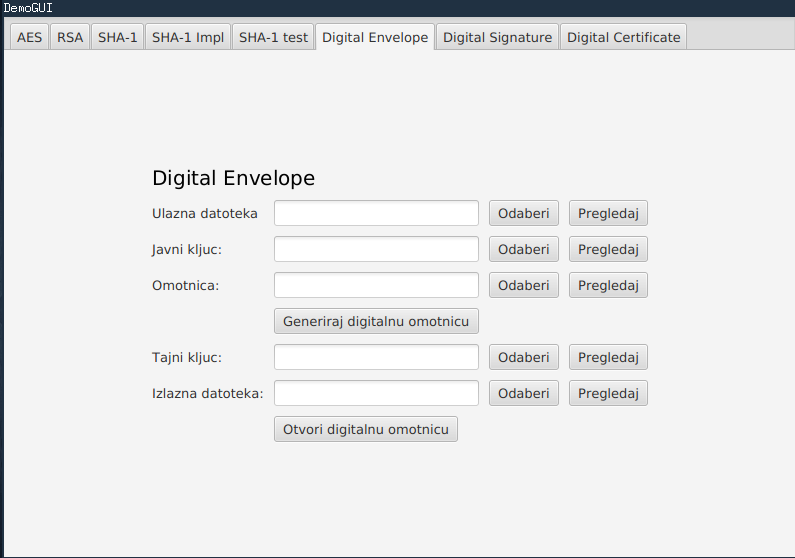 DemoGUI
AES RSA SHA-1 SHA-1 Impl SHA-1 test Digital Envelope Digital Signature Digital Certificate
Digital Envelope
Ulazna datoteka Odaberi Pregledaj
Javni kljuc: Odaberi Pregledaj
Omotnica: Odaberi Pregledaj
Generiraj digitalnu omotnicu
Tajni kljuc: Odaberi Pregledaj
Izlazna datoteka: Odaberi Pregledaj
Otvori digitalnu omotnicu